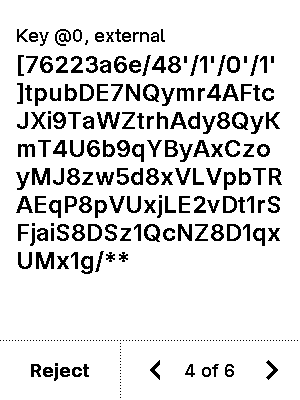 Key @0, external
[76223a6e/48'/1'/0'/1'
]tpubDE7NQymr4AFtc
JXi9TaWZtrhAdy8QyK
mT4U6b9qYByAxCzo
yMJ8zw5d8xVLVpbTR
AEqP8pVUxjLE2vDt1rS
FjaiS8DSz1QcNZ8D1qx
UMx1g/**
Reject
4 of 6